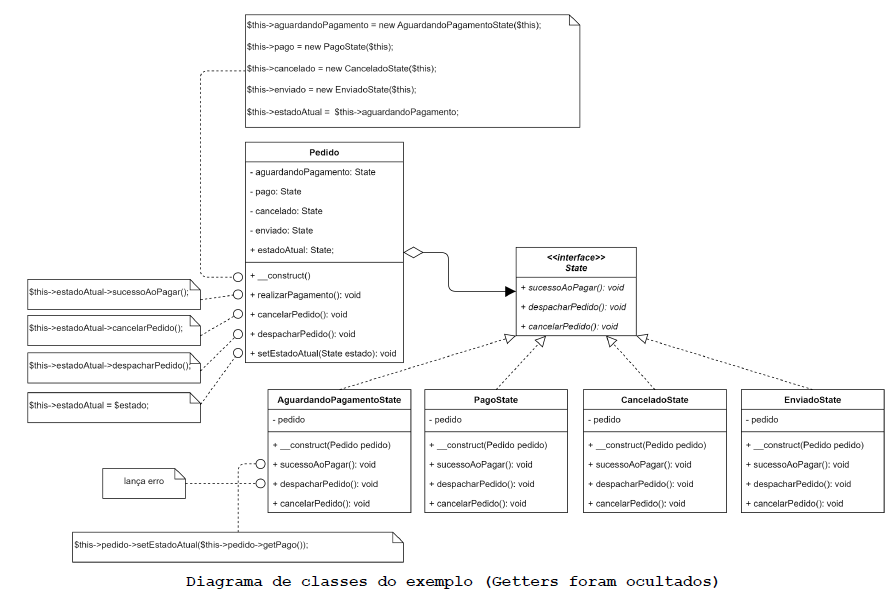 $this->aguardandoPagamento = new AguardandoPagamentoState($this);
$this->pago = new PagoState($this);
$this->cancelado = new CanceladoState($this);
$this->enviado = new EnviadoState($this);
$this->estadoAtual = $this->aguardandoPagamento;
Pedido
- aguardandoPagamento: State
- pago: State
- cancelado: State
- enviado: State
+ estadoAtual: State;
+ __construct()
+ realizarPagamento(): void
+ cancelarPedido(): void
+ despacharPedido(): void
+ setEstadoAtual(State estado): void
<<interface>>
State
+ sucessoAoPagar(): void
+ despacharPedido(): void
+ cancelarPedido(): void
$this->estadoAtual->sucessoAoPagar();
$this->estadoAtual->cancelarPedido();
$this->estadoAtual->despacharPedido();
$this->estadoAtual = $estado;
AguardandoPagamentoState
- pedido
+ __construct(Pedido pedido)
+ sucessoAoPagar(): void
+ despacharPedido(): void
+ cancelarPedido(): void
PagoState
- pedido
+ __construct(Pedido pedido)
+ sucessoAoPagar(): void
+ despacharPedido(): void
+ cancelarPedido(): void
CanceladoState
- pedido
+ __construct(Pedido pedido)
+ sucessoAoPagar(): void
+ despacharPedido(): void
+ cancelarPedido(): void
EnviadoState
- pedido
+ __construct(Pedido pedido)
+ sucessoAoPagar(): void
+ despacharPedido(): void
+ cancelarPedido(): void
lança erro
$this->pedido->setEstadoAtual($this->pedido->getPago());
Diagrama de classes do exemplo (Getters foram ocultados)